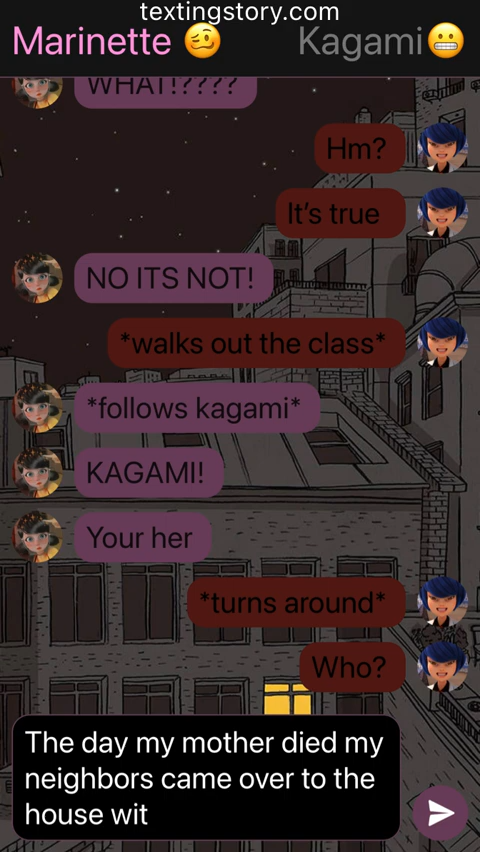 textingstory.com
Marinette 🥴 Kagami😬
WHAT!????
Hm?
It’s true
NO ITS NOT!
*walks out the class*
*follows kagami*
KAGAMI!
Your her
*turns around*
Who?
The day my mother died my
neighbors came over to the
house wit